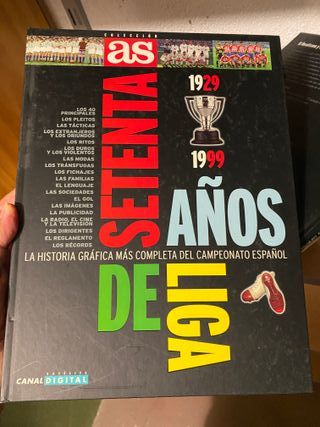 COLECCIÓN
as
SETENTA
AÑOS
DE
LIGA
1929
1999
LOS 40
PRINCIPALES
LOS PLEITOS
LAS TÁCTICAS
LOS EXTRANJEROS
Y LOS ORIUNDOS
LOS RITOS
LOS DUROS
Y LOS VIOLENTOS
LAS MODAS
LOS TRÁNSFUGAS
LOS FICHAJES
LAS FAMILIAS
EL LENGUAJE
LAS SOCIEDADES
EL GOL
LAS IMÁGENES
LA PUBLICIDAD
LA RADIO, EL CINE
Y LA TELEVISIÓN
LOS DIRIGENTES
EL REGLAMENTO
LOS RÉCORDS
LA HISTORIA GRÁFICA MÁS COMPLETA DEL CAMPEONATO ESPAÑOL
SATÉLITE
CANAL DIGITAL